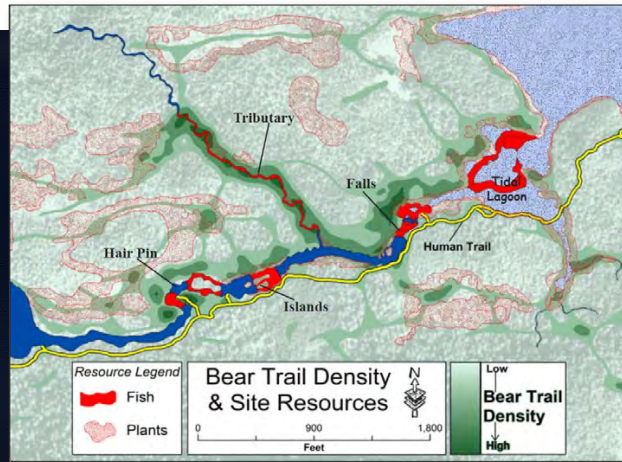 Tributary
Falls
Tidal
Lagoon
Human Trail
Hair Pin
Islands
Resource Legend
Fish
Plants
Bear Trail Density
& Site Resources
N
0 900 1,800
Feet
Low
Bear Trail
Density
High